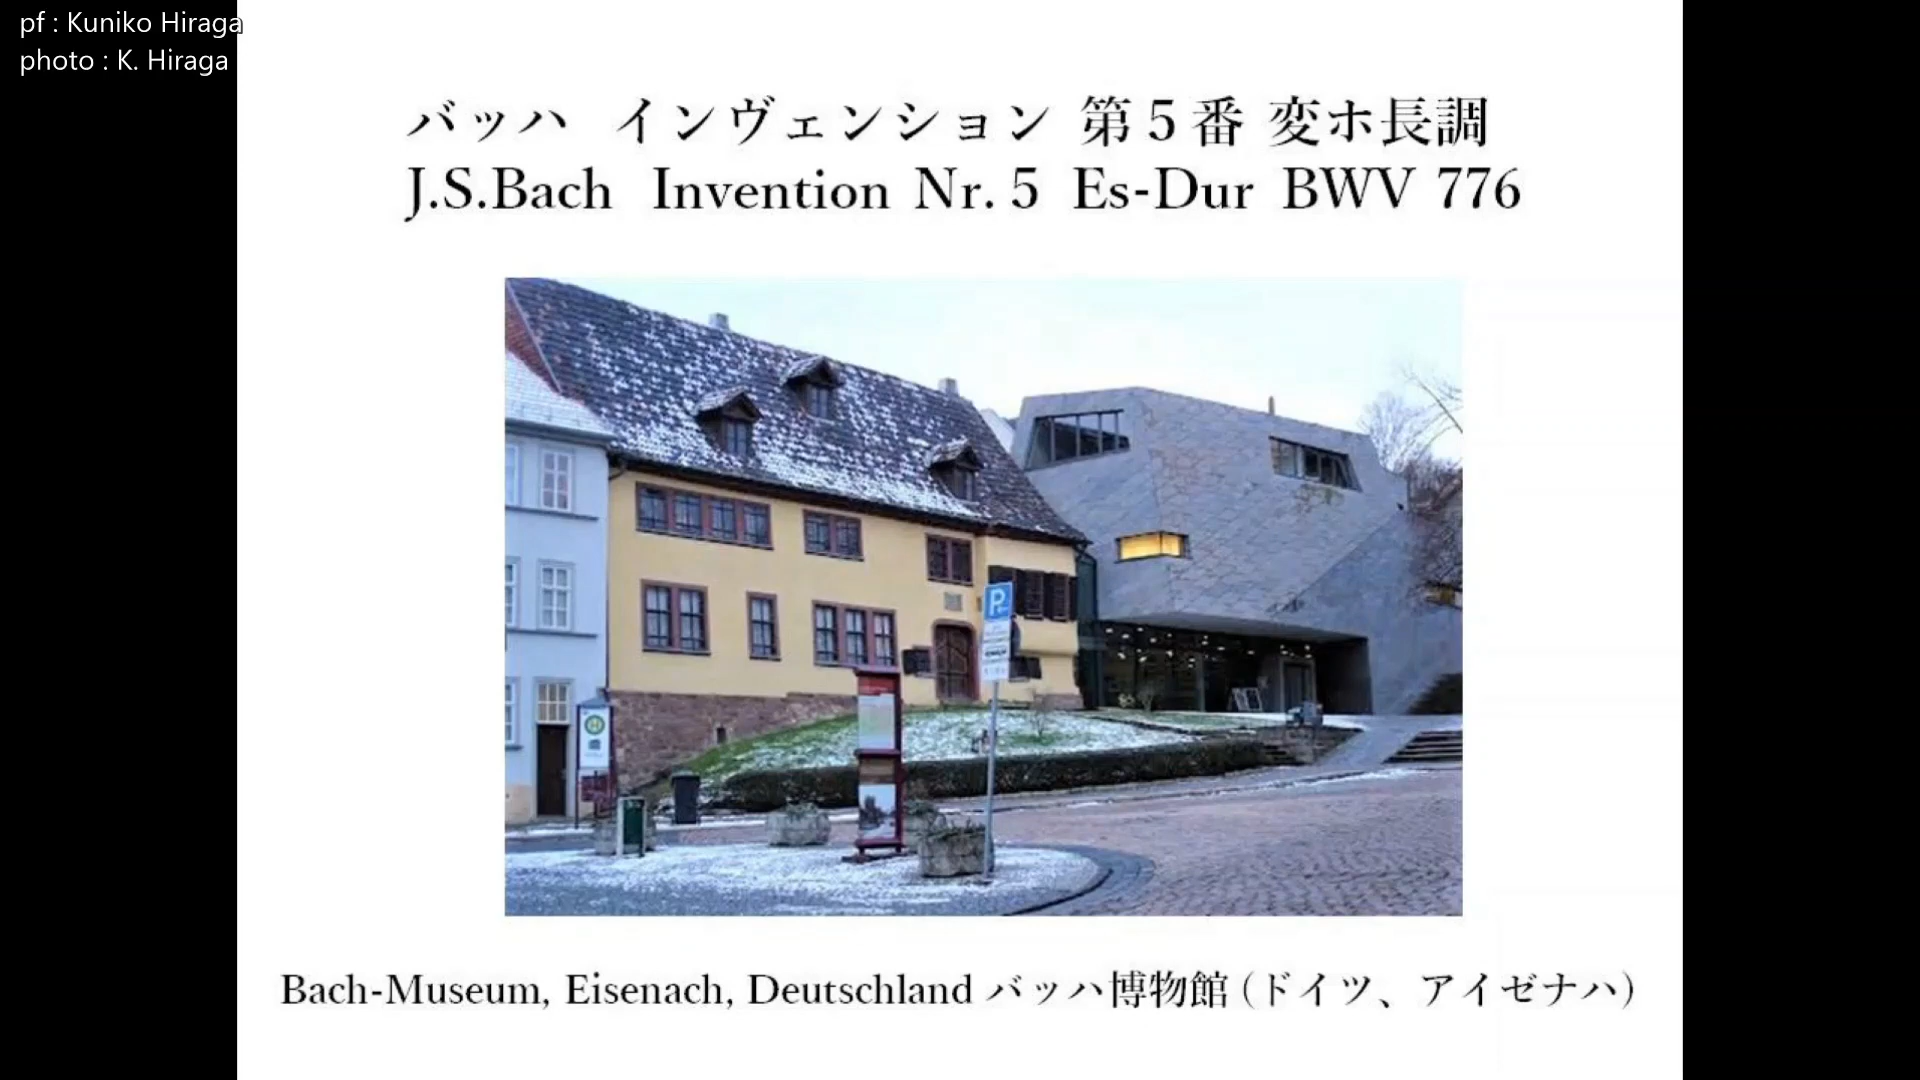 pf : Kuniko Hiraga
photo : K. Hiraga
バッハ インヴェンション 第5番 変ホ長調
J.S.Bach Invention Nr. 5 Es-Dur BWV 776
P
H
Bach-Museum, Eisenach, Deutschland バッハ博物館 (ドイツ、アイゼナハ)